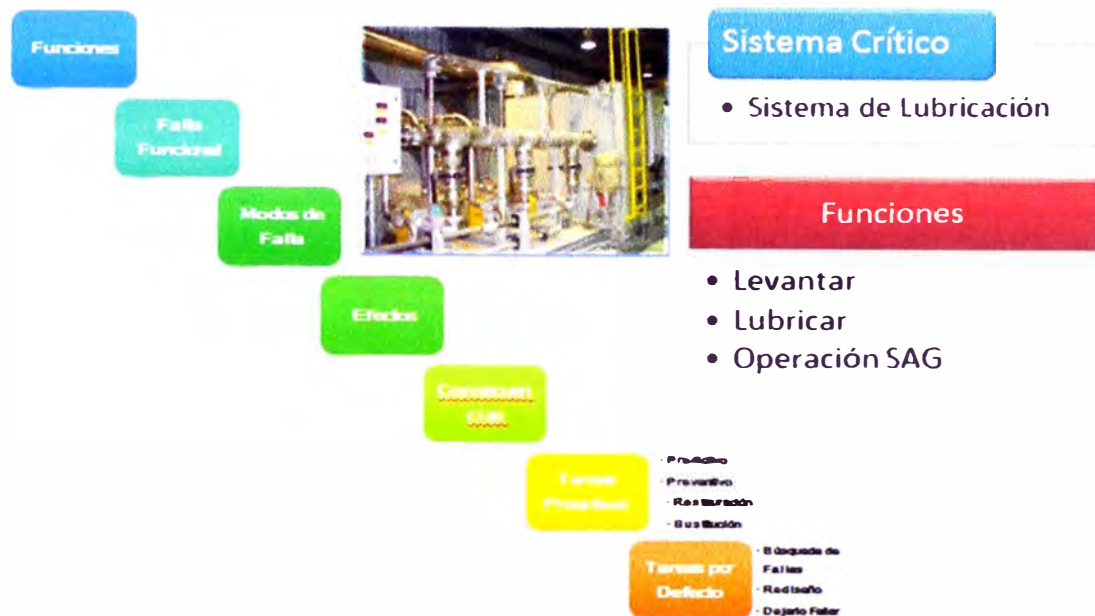 Funciones
Falla
Funcional
Modos de
Falla
Efectos
Consecuen
sias
Tareas
Proactivas
· Predictivo
· Preventivo
· Restauración
· Sustitución
Tareas por
Defecto
· Búsqueda de
Fallas
· Rediseño
· Dejarlo Fallar
Sistema Crítico
• Sistema de Lubricación
Funciones
• Levantar
• Lubricar
• Operación SAG